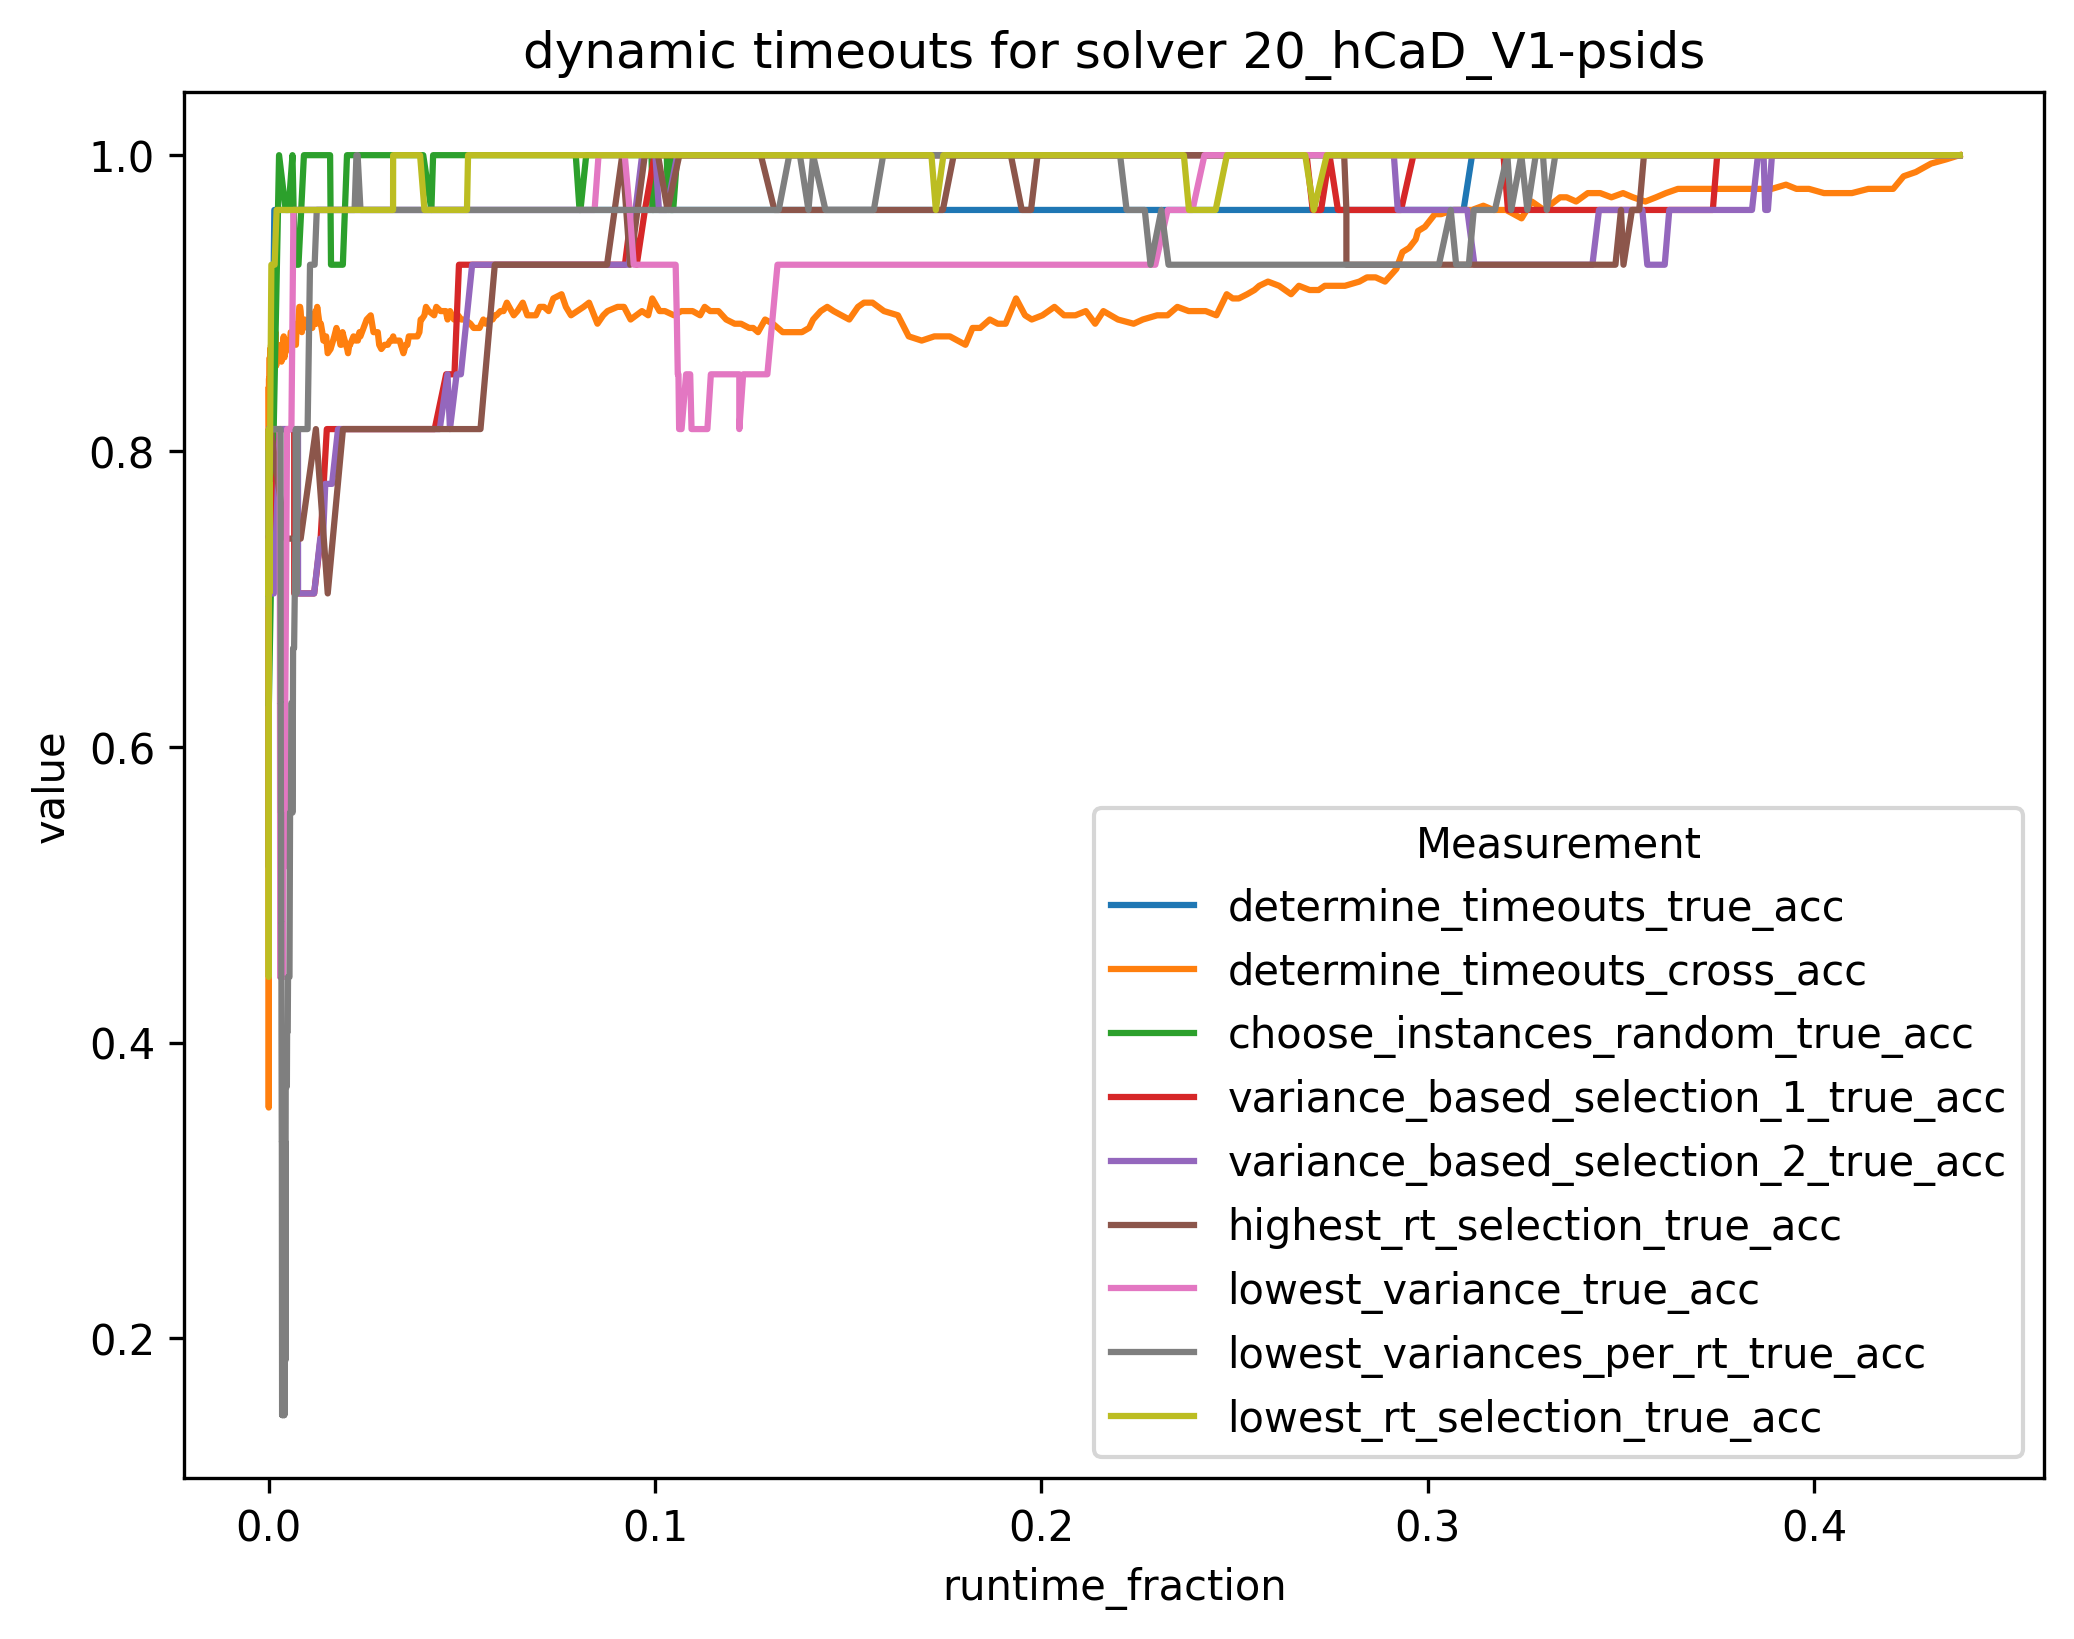 dynamic timeouts for solver 20_hCaD_V1-psids
1.0
0.8
0.6
0.4
0.2
value
0.0
0.1
0.2
0.3
0.4
runtime_fraction
Measurement
determine_timeouts_true_acc
determine_timeouts_cross_acc
choose_instances_random_true_acc
variance_based_selection_1_true_acc
variance_based_selection_2_true_acc
highest_rt_selection_true_acc
lowest_variance_true_acc
lowest_variances_per_rt_true_acc
lowest_rt_selection_true_acc